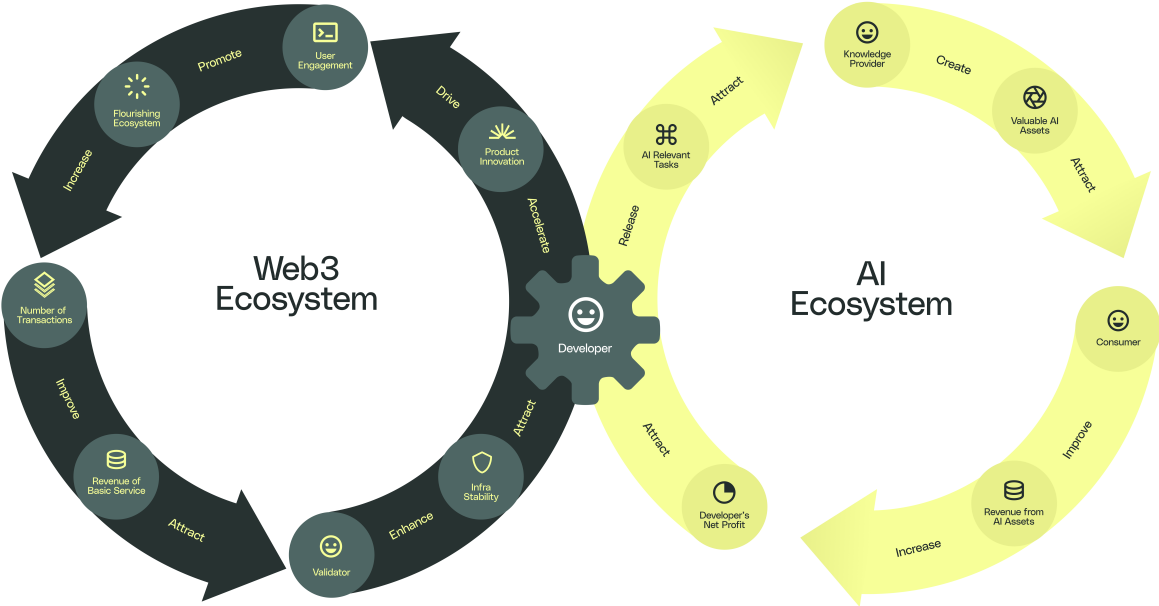 User
Engagement
Promote
Flourishing
Ecosystem
Increase
Number of
Transactions
Improve
Revenue of
Basic Service
Attract
Validator
Enhance
Infra
Stability
Attract
Developer
Accelerate
Product
Innovation
Drive
Web3
Ecosystem
Release
AI Relevant
Tasks
Attract
Knowledge
Provider
Create
Valuable AI
Assets
Attract
Consumer
Improve
Revenue from
AI Assets
Increase
Developer's
Net Profit
Attract
AI
Ecosystem